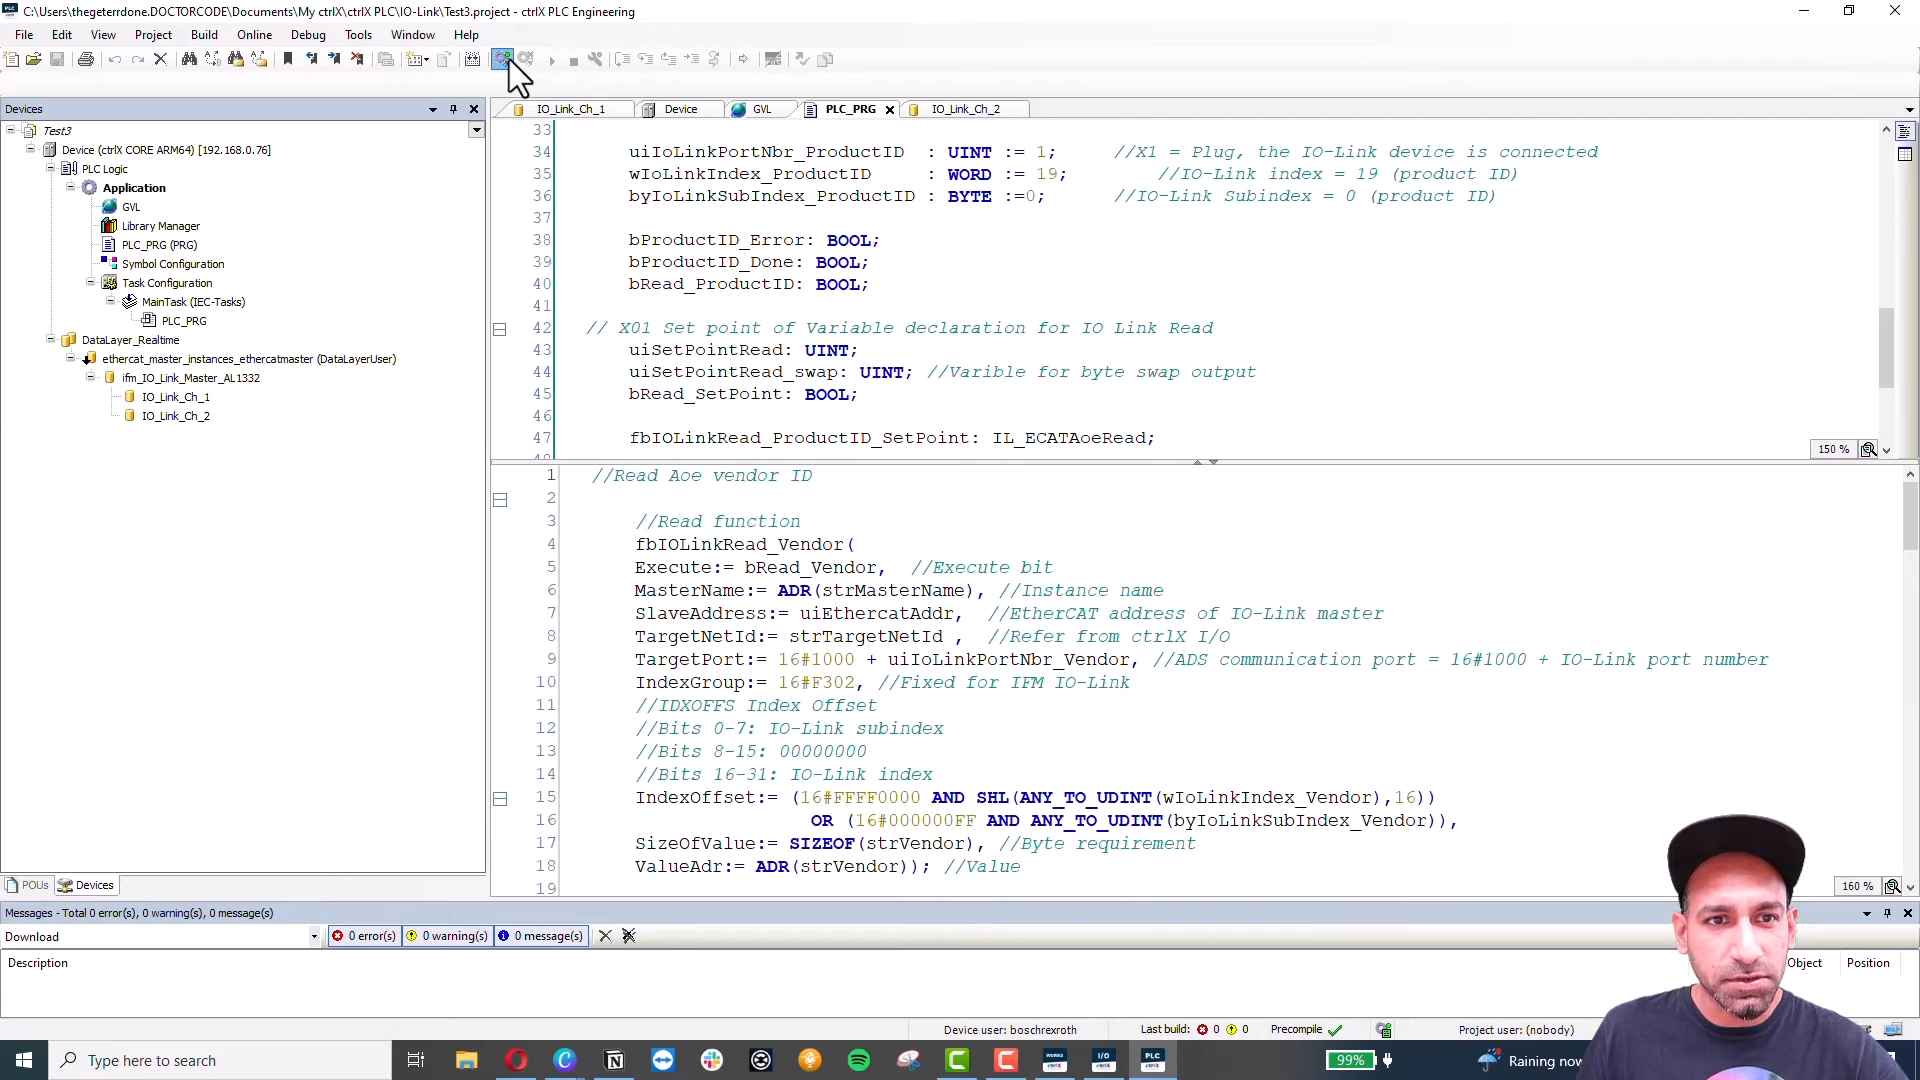 C:\Users\thegeterrdone.DOCTORCODE\Documents\My ctrlX\ctrlX PLC\IO-Link\Test3.project - ctrlX PLC Engineering
File Edit View Project Build Online Debug Tools Window Help
Devices
IO_Link_Ch_1 Device GVL PLC_PRG IO_Link_Ch_2
Test3
Device (ctrlX CORE ARM64) [192.168.0.76]
PLC Logic
Application
GVL
Library Manager
PLC_PRG (PRG)
Symbol Configuration
Task Configuration
MainTask (IEC-Tasks)
PLC_PRG
DataLayer_Realtime
ethercat_master_instances_ethercatmaster (DataLayerUser)
ifm_IO_Link_Master_AL1332
IO_Link_Ch_1
IO_Link_Ch_2
33
34 uiIoLinkPortNbr_ProductID : UINT := 1; //X1 = Plug, the IO-Link device is connected
35 wIoLinkIndex_ProductID : WORD := 19; //IO-Link index = 19 (product ID)
36 byIoLinkSubIndex_ProductID : BYTE :=0; //IO-Link Subindex = 0 (product ID)
37
38 bProductID_Error: BOOL;
39 bProductID_Done: BOOL;
40 bRead_ProductID: BOOL;
41
42 // X01 Set point of Variable declaration for IO Link Read
43 uiSetPointRead: UINT;
44 uiSetPointRead_swap: UINT; //Varible for byte swap output
45 bRead_SetPoint: BOOL;
46
47 fbIOLinkRead_ProductID_SetPoint: IL_ECATAoeRead;
150 %
1 //Read Aoe vendor ID
2
3 //Read function
4 fbIOLinkRead_Vendor(
5 Execute:= bRead_Vendor, //Execute bit
6 MasterName:= ADR(strMasterName), //Instance name
7 SlaveAddress:= uiEthercatAddr, //EtherCAT address of IO-Link master
8 TargetNetId:= strTargetNetId , //Refer from ctrlX I/O
9 TargetPort:= 16#1000 + uiIoLinkPortNbr_Vendor, //ADS communication port = 16#1000 + IO-Link port number
10 IndexGroup:= 16#F302, //Fixed for IFM IO-Link
11 //IDXOFFS Index Offset
12 //Bits 0-7: IO-Link subindex
13 //Bits 8-15: 00000000
14 //Bits 16-31: IO-Link index
15 IndexOffset:= (16#FFFF0000 AND SHL(ANY_TO_UDINT(wIoLinkIndex_Vendor),16))
16 OR (16#000000FF AND ANY_TO_UDINT(byIoLinkSubIndex_Vendor)),
17 SizeOfValue:= SIZEOF(strVendor), //Byte requirement
18 ValueAdr:= ADR(strVendor)); //Value
19
160 %
POUs Devices
Messages - Total 0 error(s), 0 warning(s), 0 message(s)
Download 0 error(s) 0 warning(s) 0 message(s)
Description Object Position
Device user: boschrexroth Last build: 0 0 Precompile Project user: (nobody)
Type here to search WORKS I/O PLC 99% Raining now